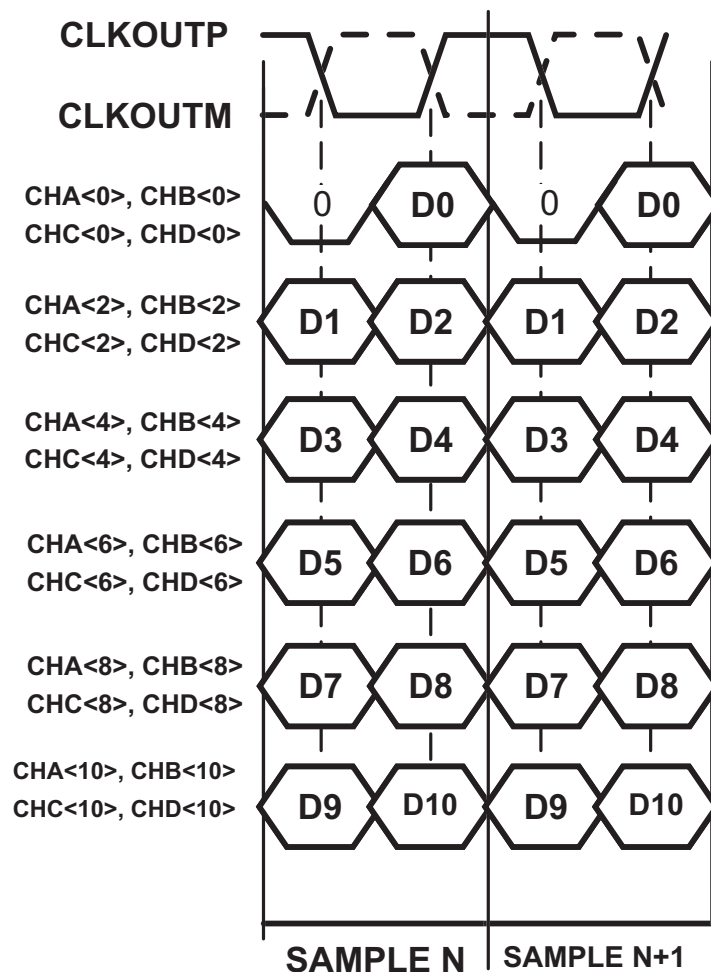 CLKOUTP
CLKOUTM
CHA<0>, CHB<0>
CHC<0>, CHD<0>
0 D0 0 D0
CHA<2>, CHB<2>
CHC<2>, CHD<2>
D1 D2 D1 D2
CHA<4>, CHB<4>
CHC<4>, CHD<4>
D3 D4 D3 D4
CHA<6>, CHB<6>
CHC<6>, CHD<6>
D5 D6 D5 D6
CHA<8>, CHB<8>
CHC<8>, CHD<8>
D7 D8 D7 D8
CHA<10>, CHB<10>
CHC<10>, CHD<10>
D9 D10 D9 D10
SAMPLE N SAMPLE N+1